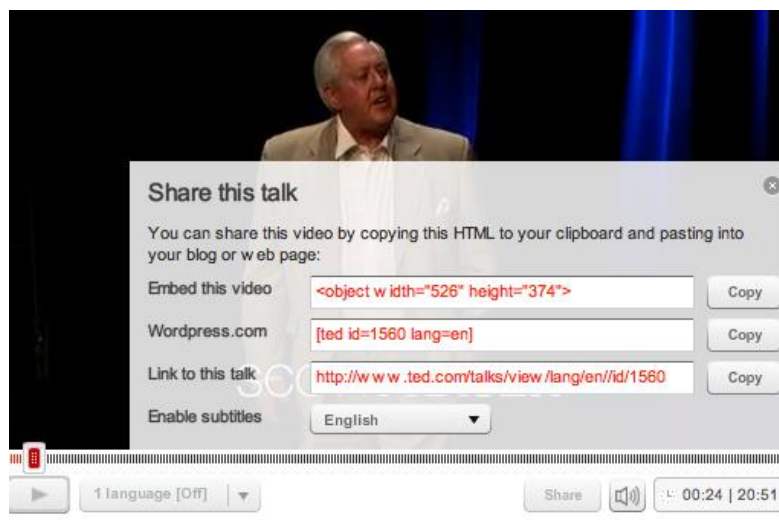 Share this talk
You can share this video by copying this HTML to your clipboard and pasting into
your blog or web page:
Embed this video <object width="526" height="374"> Copy
Wordpress.com [ted id=1560 lang=en] Copy
Link to this talk http://www.ted.com/talks/view/lang/en//id/1560 Copy
Enable subtitles English
1 language [Off] Share 00:24 | 20:51